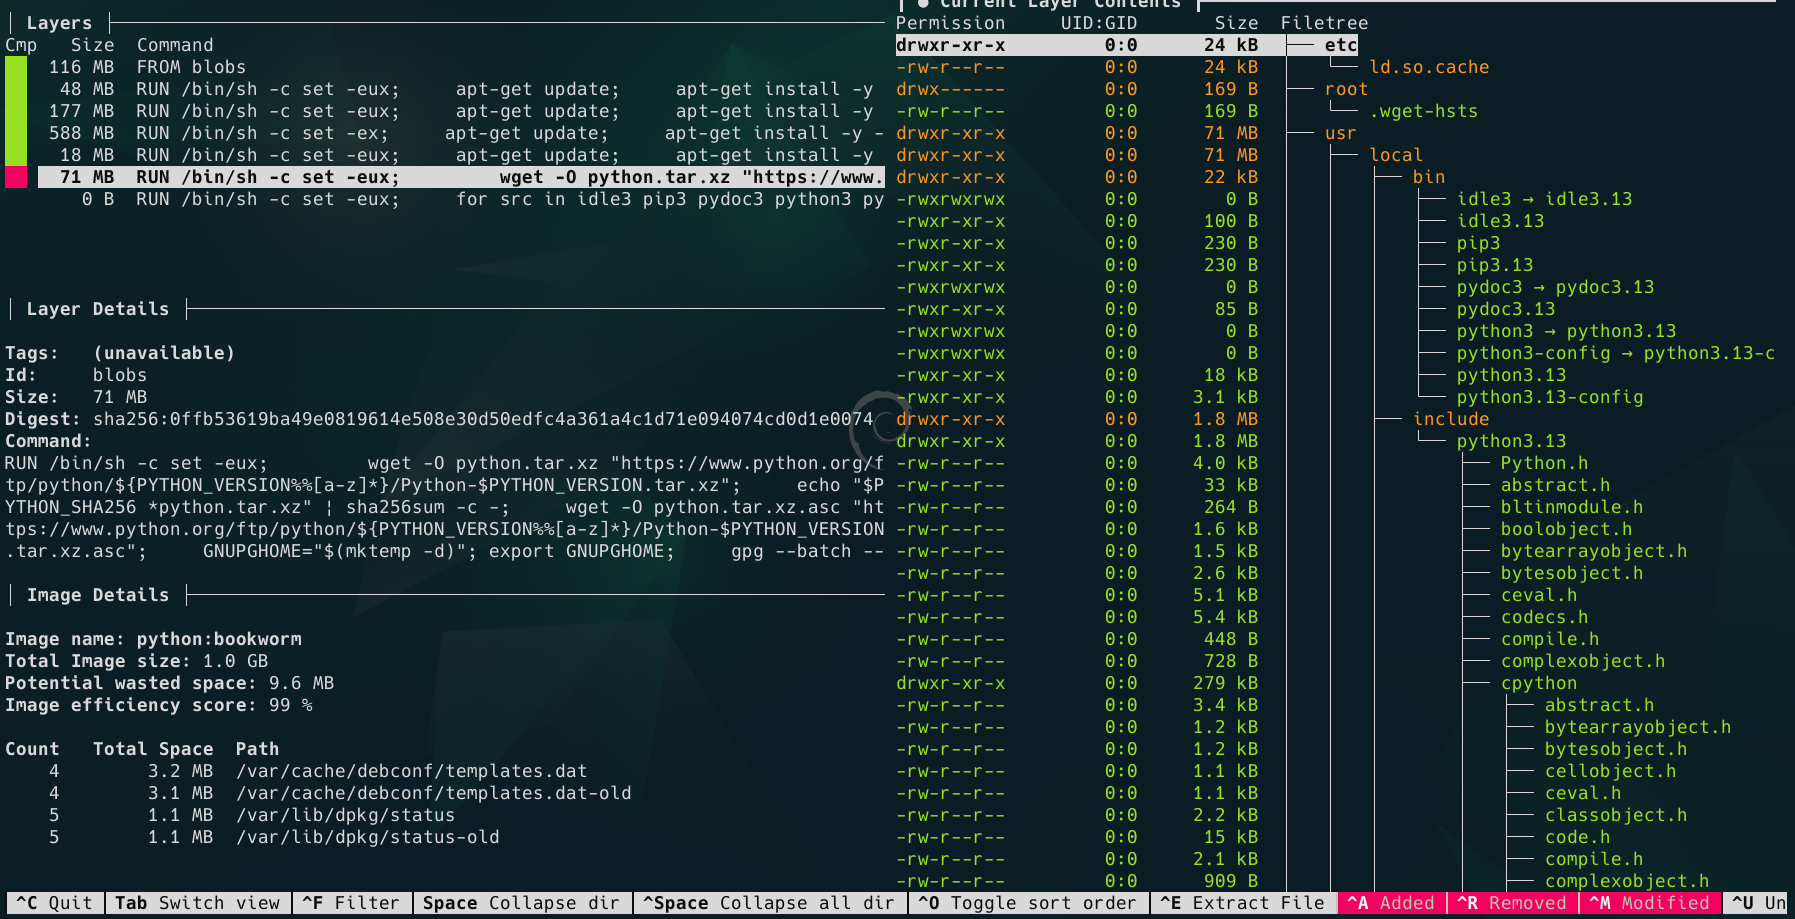 Layers
Cmp Size Command
116 MB FROM blobs
48 MB RUN /bin/sh -c set -eux; apt-get update; apt-get install -y
177 MB RUN /bin/sh -c set -eux; apt-get update; apt-get install -y
588 MB RUN /bin/sh -c set -ex; apt-get update; apt-get install -y -
18 MB RUN /bin/sh -c set -eux; apt-get update; apt-get install -y
71 MB RUN /bin/sh -c set -eux; wget -O python.tar.xz "https://www.
0 B RUN /bin/sh -c set -eux; for src in idle3 pip3 pydoc3 python3 py
Layer Details
Tags: (unavailable)
Id: blobs
Size: 71 MB
Digest: sha256:0ffb53619ba49e0819614e508e30d50edfc4a361a4c1d71e094074cd0d1e0074
Command:
RUN /bin/sh -c set -eux; wget -O python.tar.xz "https://www.python.org/f
tp/python/${PYTHON_VERSION%%[a-z]*}/Python-$PYTHON_VERSION.tar.xz"; echo "$P
YTHON_SHA256 *python.tar.xz" | sha256sum -c -; wget -O python.tar.xz.asc "ht
tps://www.python.org/ftp/python/${PYTHON_VERSION%%[a-z]*}/Python-$PYTHON_VERSION
.tar.xz.asc"; GNUPGHOME="$(mktemp -d)"; export GNUPGHOME; gpg --batch --
Image Details
Image name: python:bookworm
Total Image size: 1.0 GB
Potential wasted space: 9.6 MB
Image efficiency score: 99 %
Count Total Space Path
4 3.2 MB /var/cache/debconf/templates.dat
4 3.1 MB /var/cache/debconf/templates.dat-old
5 1.1 MB /var/lib/dpkg/status
5 1.1 MB /var/lib/dpkg/status-old
● Current Layer Contents
Permission UID:GID Size Filetree
drwxr-xr-x 0:0 24 kB etc
-rw-r--r-- 0:0 24 kB ld.so.cache
drwx------ 0:0 169 B root
-rw-r--r-- 0:0 169 B .wget-hsts
drwxr-xr-x 0:0 71 MB usr
drwxr-xr-x 0:0 71 MB local
drwxr-xr-x 0:0 22 kB bin
-rwxrwxrwx 0:0 0 B idle3 → idle3.13
-rwxr-xr-x 0:0 100 B idle3.13
-rwxr-xr-x 0:0 230 B pip3
-rwxr-xr-x 0:0 230 B pip3.13
-rwxrwxrwx 0:0 0 B pydoc3 → pydoc3.13
-rwxr-xr-x 0:0 85 B pydoc3.13
-rwxrwxrwx 0:0 0 B python3 → python3.13
-rwxrwxrwx 0:0 0 B python3-config → python3.13-c
-rwxr-xr-x 0:0 18 kB python3.13
-rwxr-xr-x 0:0 3.1 kB python3.13-config
drwxr-xr-x 0:0 1.8 MB include
drwxr-xr-x 0:0 1.8 MB python3.13
-rw-r--r-- 0:0 4.0 kB Python.h
-rw-r--r-- 0:0 33 kB abstract.h
-rw-r--r-- 0:0 264 B bltinmodule.h
-rw-r--r-- 0:0 1.6 kB boolobject.h
-rw-r--r-- 0:0 1.5 kB bytearrayobject.h
-rw-r--r-- 0:0 2.6 kB bytesobject.h
-rw-r--r-- 0:0 5.1 kB ceval.h
-rw-r--r-- 0:0 5.4 kB codecs.h
-rw-r--r-- 0:0 448 B compile.h
-rw-r--r-- 0:0 728 B complexobject.h
drwxr-xr-x 0:0 279 kB cpython
-rw-r--r-- 0:0 3.4 kB abstract.h
-rw-r--r-- 0:0 1.2 kB bytearrayobject.h
-rw-r--r-- 0:0 1.2 kB bytesobject.h
-rw-r--r-- 0:0 1.1 kB cellobject.h
-rw-r--r-- 0:0 1.1 kB ceval.h
-rw-r--r-- 0:0 2.2 kB classobject.h
-rw-r--r-- 0:0 15 kB code.h
-rw-r--r-- 0:0 2.1 kB compile.h
-rw-r--r-- 0:0 909 B complexobject.h
^C Quit Tab Switch view ^F Filter Space Collapse dir ^Space Collapse all dir ^O Toggle sort order ^E Extract File ^A Added ^R Removed ^M Modified ^U Un